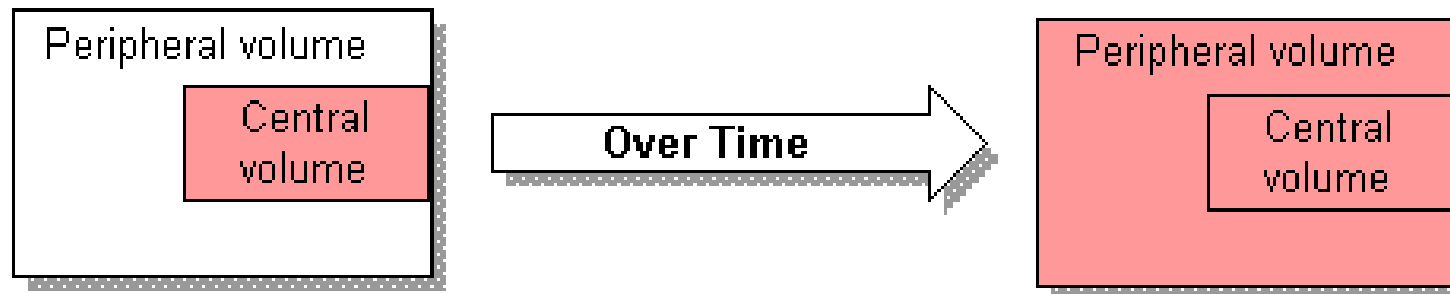 Peripheral volume
Central
volume
Over Time
Peripheral volume
Central
volume